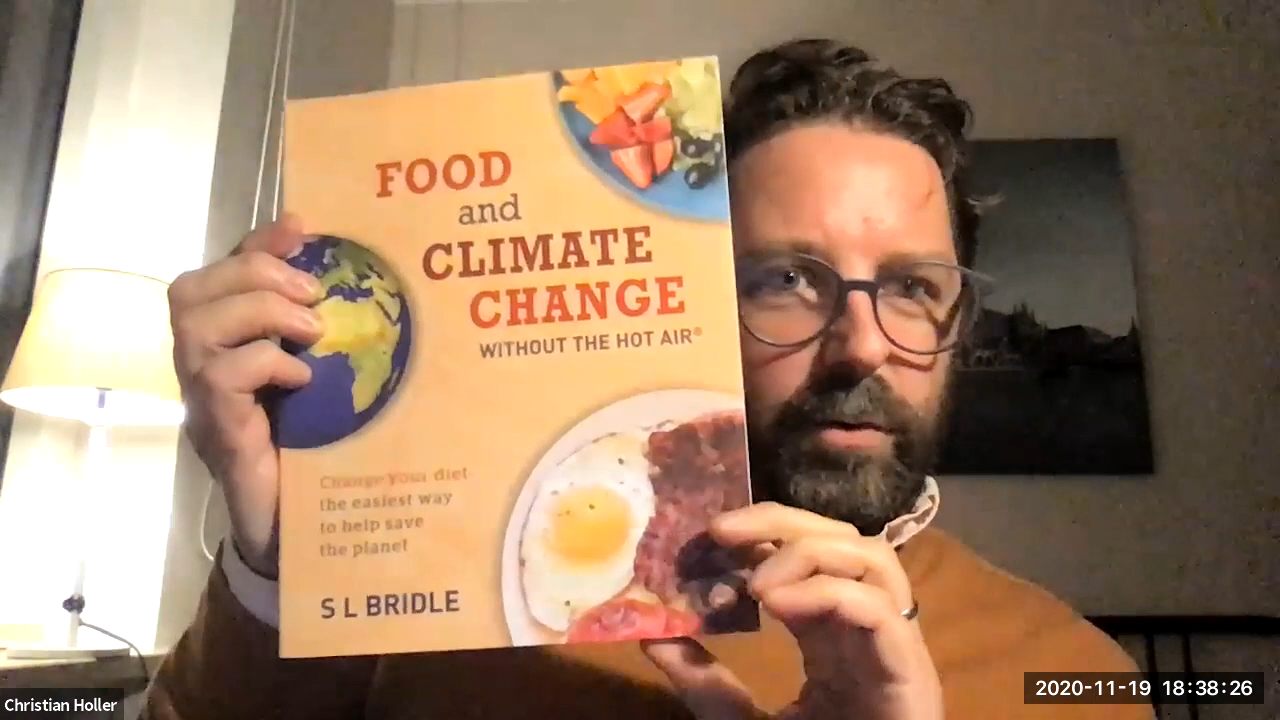 FOOD
and
CLIMATE
CHANGE
WITHOUT THE HOT AIR®
Change your diet
the easiest way
to help save
the planet
S L BRIDLE
Christian Holler
2020-11-19 18:38:26